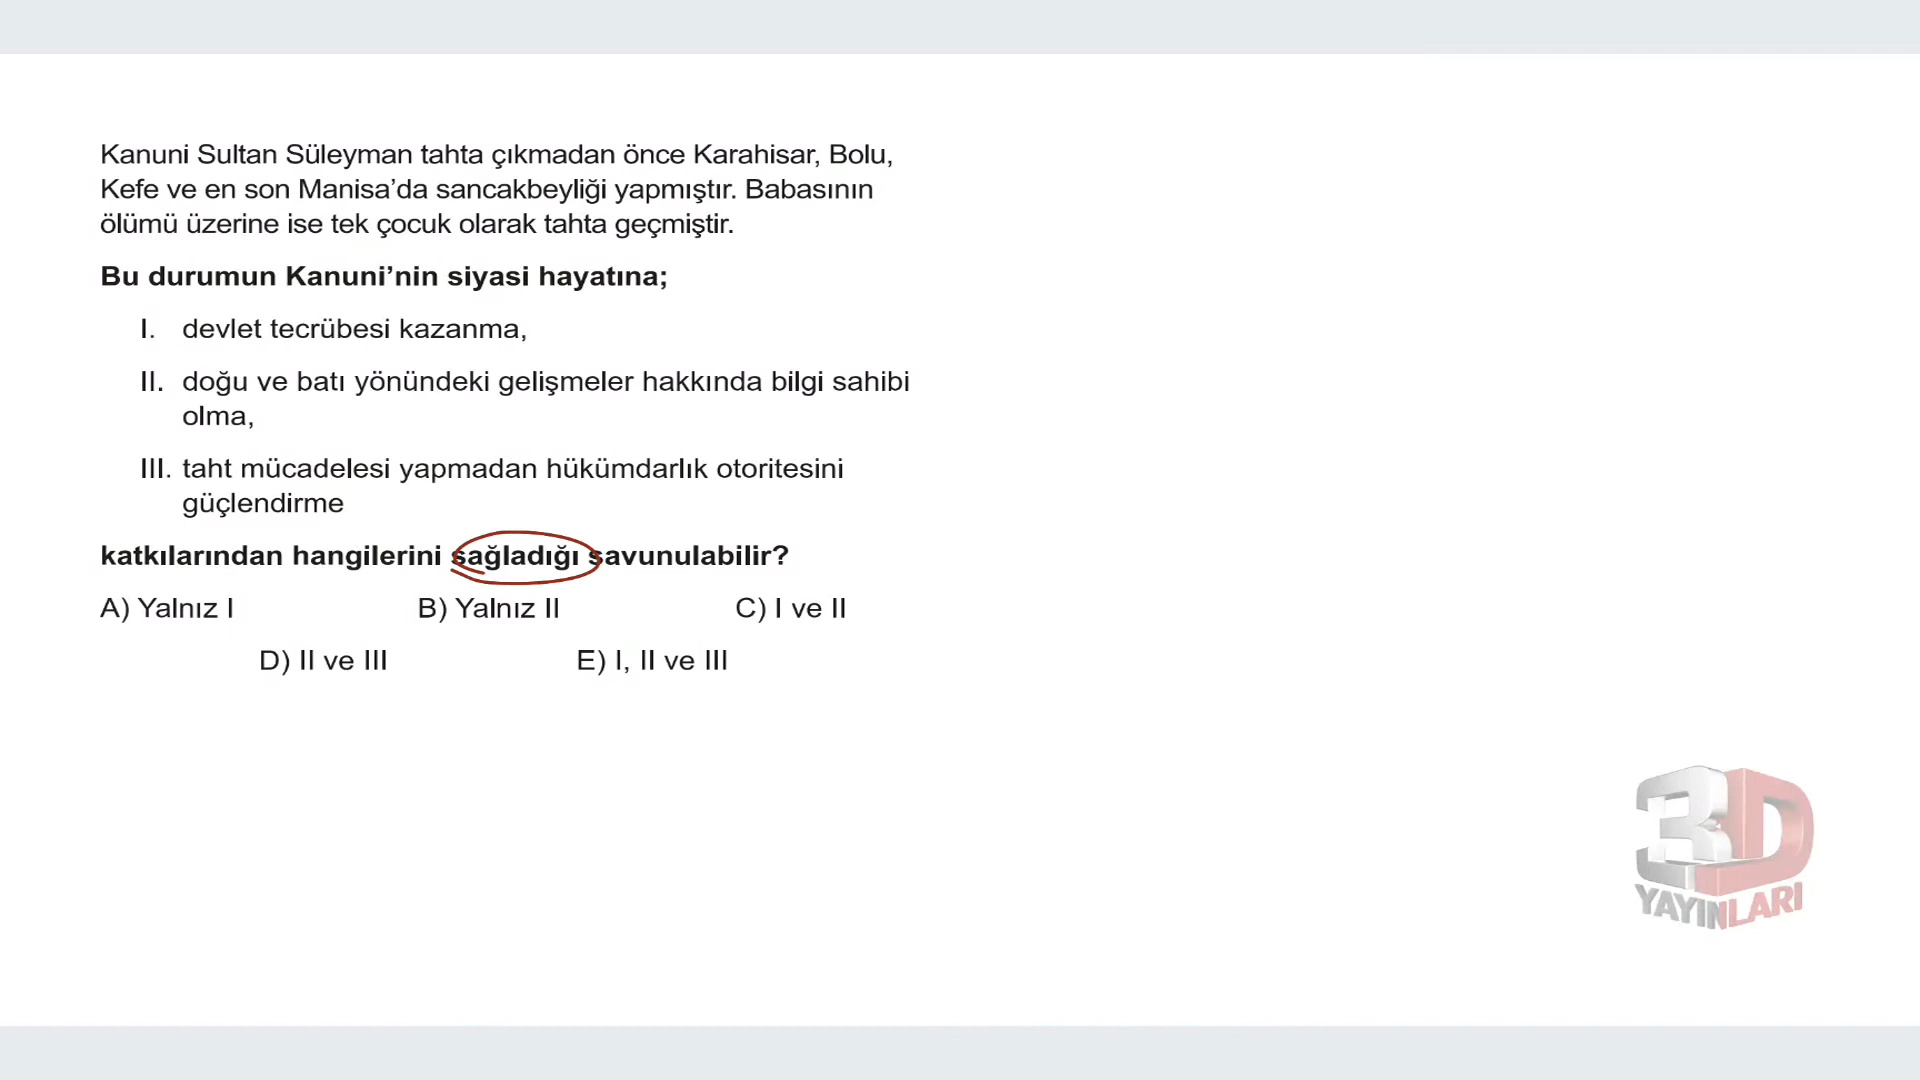 Kanuni Sultan Süleyman tahta çıkmadan önce Karahisar, Bolu,
Kefe ve en son Manisa’da sancakbeyliği yapmıştır. Babasının
ölümü üzerine ise tek çocuk olarak tahta geçmiştir.
Bu durumun Kanuni’nin siyasi hayatına;
I. devlet tecrübesi kazanma,
II. doğu ve batı yönündeki gelişmeler hakkında bilgi sahibi
olma,
III. taht mücadelesi yapmadan hükümdarlık otoritesini
güçlendirme
katkılarından hangilerini sağladığı savunulabilir?
A) Yalnız I B) Yalnız II C) I ve II
D) II ve III E) I, II ve III
3D
YAYINLARI